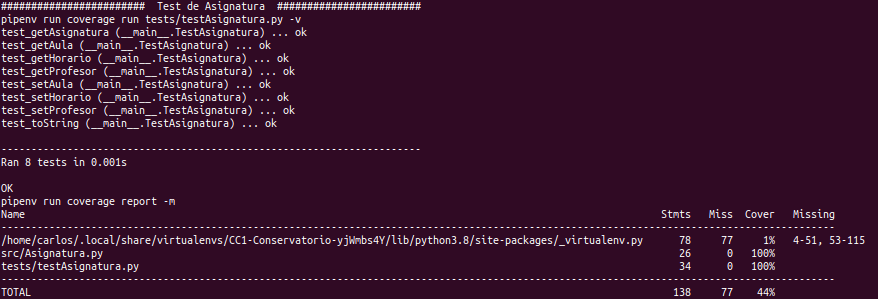 ########################  Test de Asignatura  ########################
pipenv run coverage run tests/testAsignatura.py -v
test_getAsignatura (__main__.TestAsignatura) ... ok
test_getAula (__main__.TestAsignatura) ... ok
test_getHorario (__main__.TestAsignatura) ... ok
test_getProfesor (__main__.TestAsignatura) ... ok
test_setAula (__main__.TestAsignatura) ... ok
test_setHorario (__main__.TestAsignatura) ... ok
test_setProfesor (__main__.TestAsignatura) ... ok
test_toString (__main__.TestAsignatura) ... ok
----------------------------------------------------------------------
Ran 8 tests in 0.001s
OK
pipenv run coverage report -m
Name Stmts Miss Cover Missing
-------------------------------------------------------------------------------------------------------------------------------------------
/home/carlos/.local/share/virtualenvs/CC1-Conservatorio-yjWmbs4Y/lib/python3.8/site-packages/_virtualenv.py 78 77 1% 4-51, 53-115
src/Asignatura.py 26 0 100%
tests/testAsignatura.py 34 0 100%
-------------------------------------------------------------------------------------------------------------------------------------------
TOTAL 138 77 44%